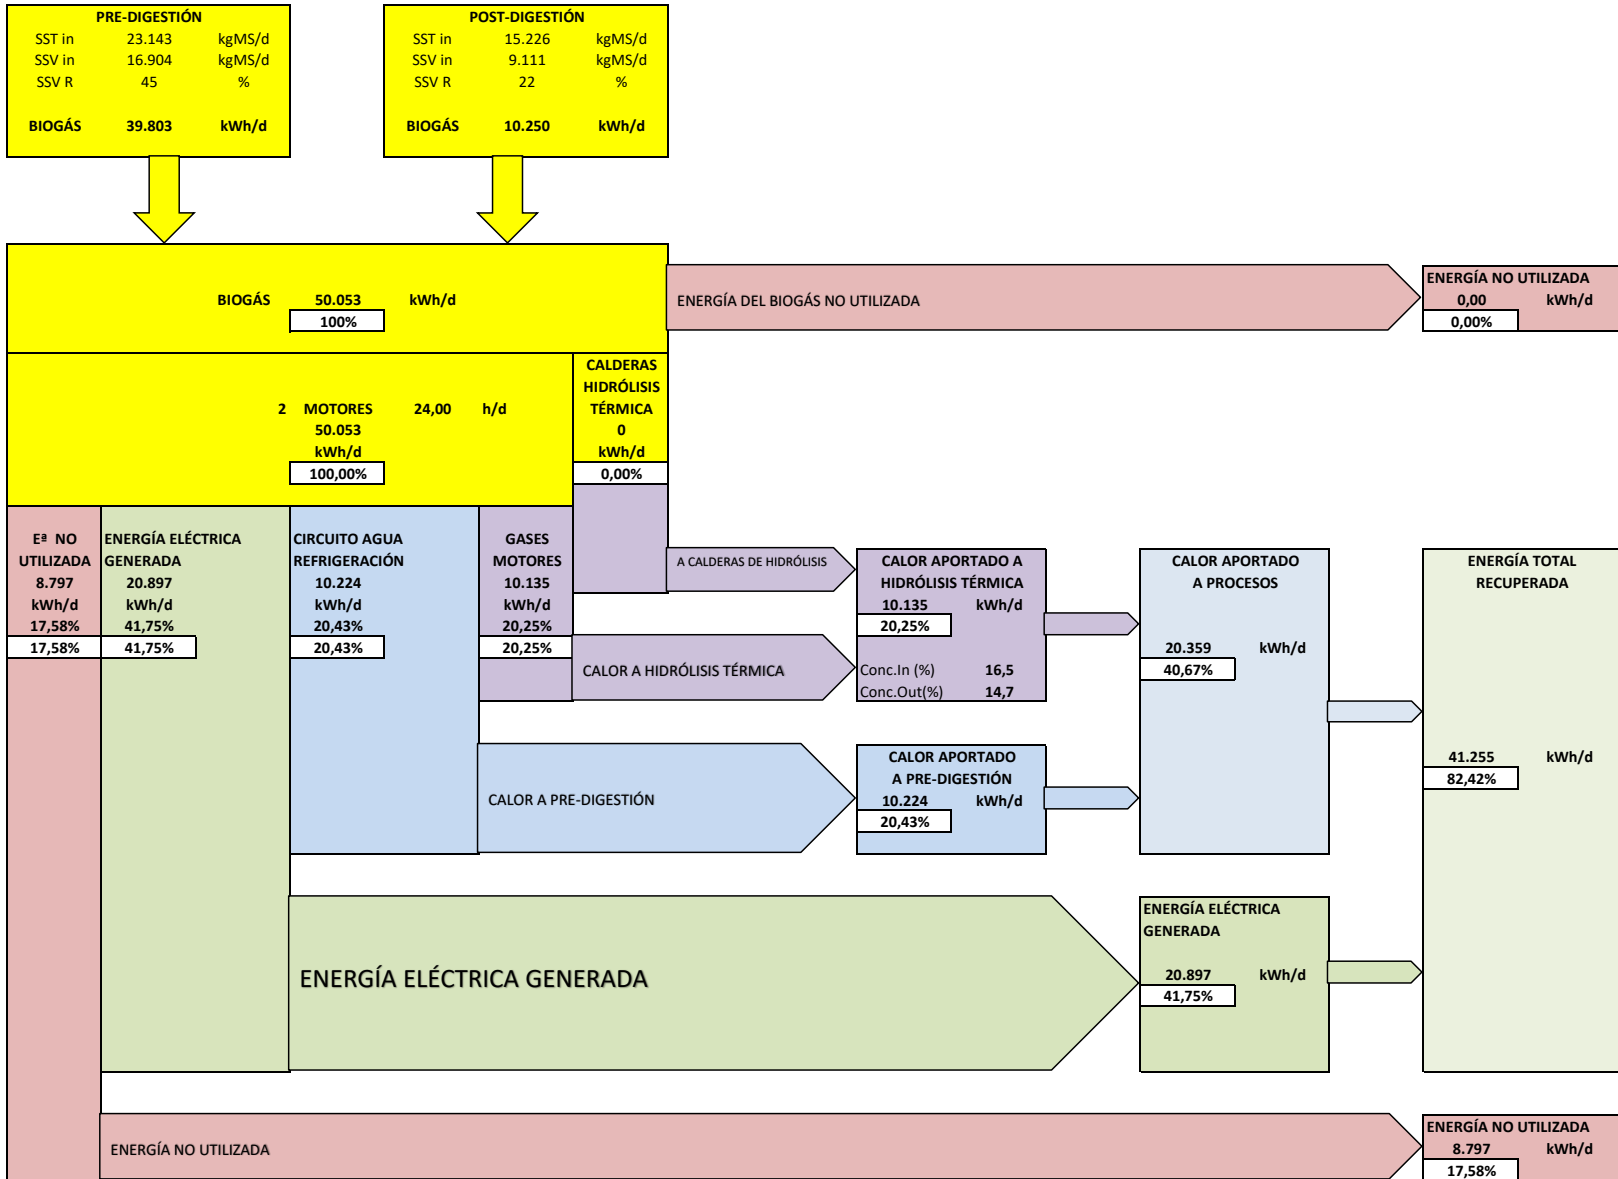 PRE-DIGESTIÓN
SST in 23.143 kgMS/d
SSV in 16.904 kgMS/d
SSV R 45 %
BIOGÁS 39.803 kWh/d
POST-DIGESTIÓN
SST in 15.226 kgMS/d
SSV in 9.111 kgMS/d
SSV R 22 %
BIOGÁS 10.250 kWh/d
BIOGÁS 50.053 kWh/d
100%
ENERGÍA DEL BIOGÁS NO UTILIZADA
ENERGÍA NO UTILIZADA
0,00 kWh/d
0,00%
2 MOTORES 24,00 h/d
50.053
kWh/d
100,00%
CALDERAS
HIDRÓLISIS
TÉRMICA
0
kWh/d
0,00%
Eª NO
UTILIZADA
8.797
kWh/d
17,58%
17,58%
ENERGÍA ELÉCTRICA
GENERADA
20.897
kWh/d
41,75%
41,75%
CIRCUITO AGUA
REFRIGERACIÓN
10.224
kWh/d
20,43%
20,43%
GASES
MOTORES
10.135
kWh/d
20,25%
20,25%
A CALDERAS DE HIDRÓLISIS
CALOR A HIDRÓLISIS TÉRMICA
CALOR APORTADO A
HIDRÓLISIS TÉRMICA
10.135 kWh/d
20,25%
Conc.In (%) 16,5
Conc.Out(%) 14,7
CALOR APORTADO
A PROCESOS
20.359 kWh/d
40,67%
ENERGÍA TOTAL
RECUPERADA
41.255 kWh/d
82,42%
CALOR A PRE-DIGESTIÓN
CALOR APORTADO
A PRE-DIGESTIÓN
10.224 kWh/d
20,43%
ENERGÍA ELÉCTRICA GENERADA
ENERGÍA ELÉCTRICA
GENERADA
20.897 kWh/d
41,75%
ENERGÍA NO UTILIZADA
ENERGÍA NO UTILIZADA
8.797 kWh/d
17,58%